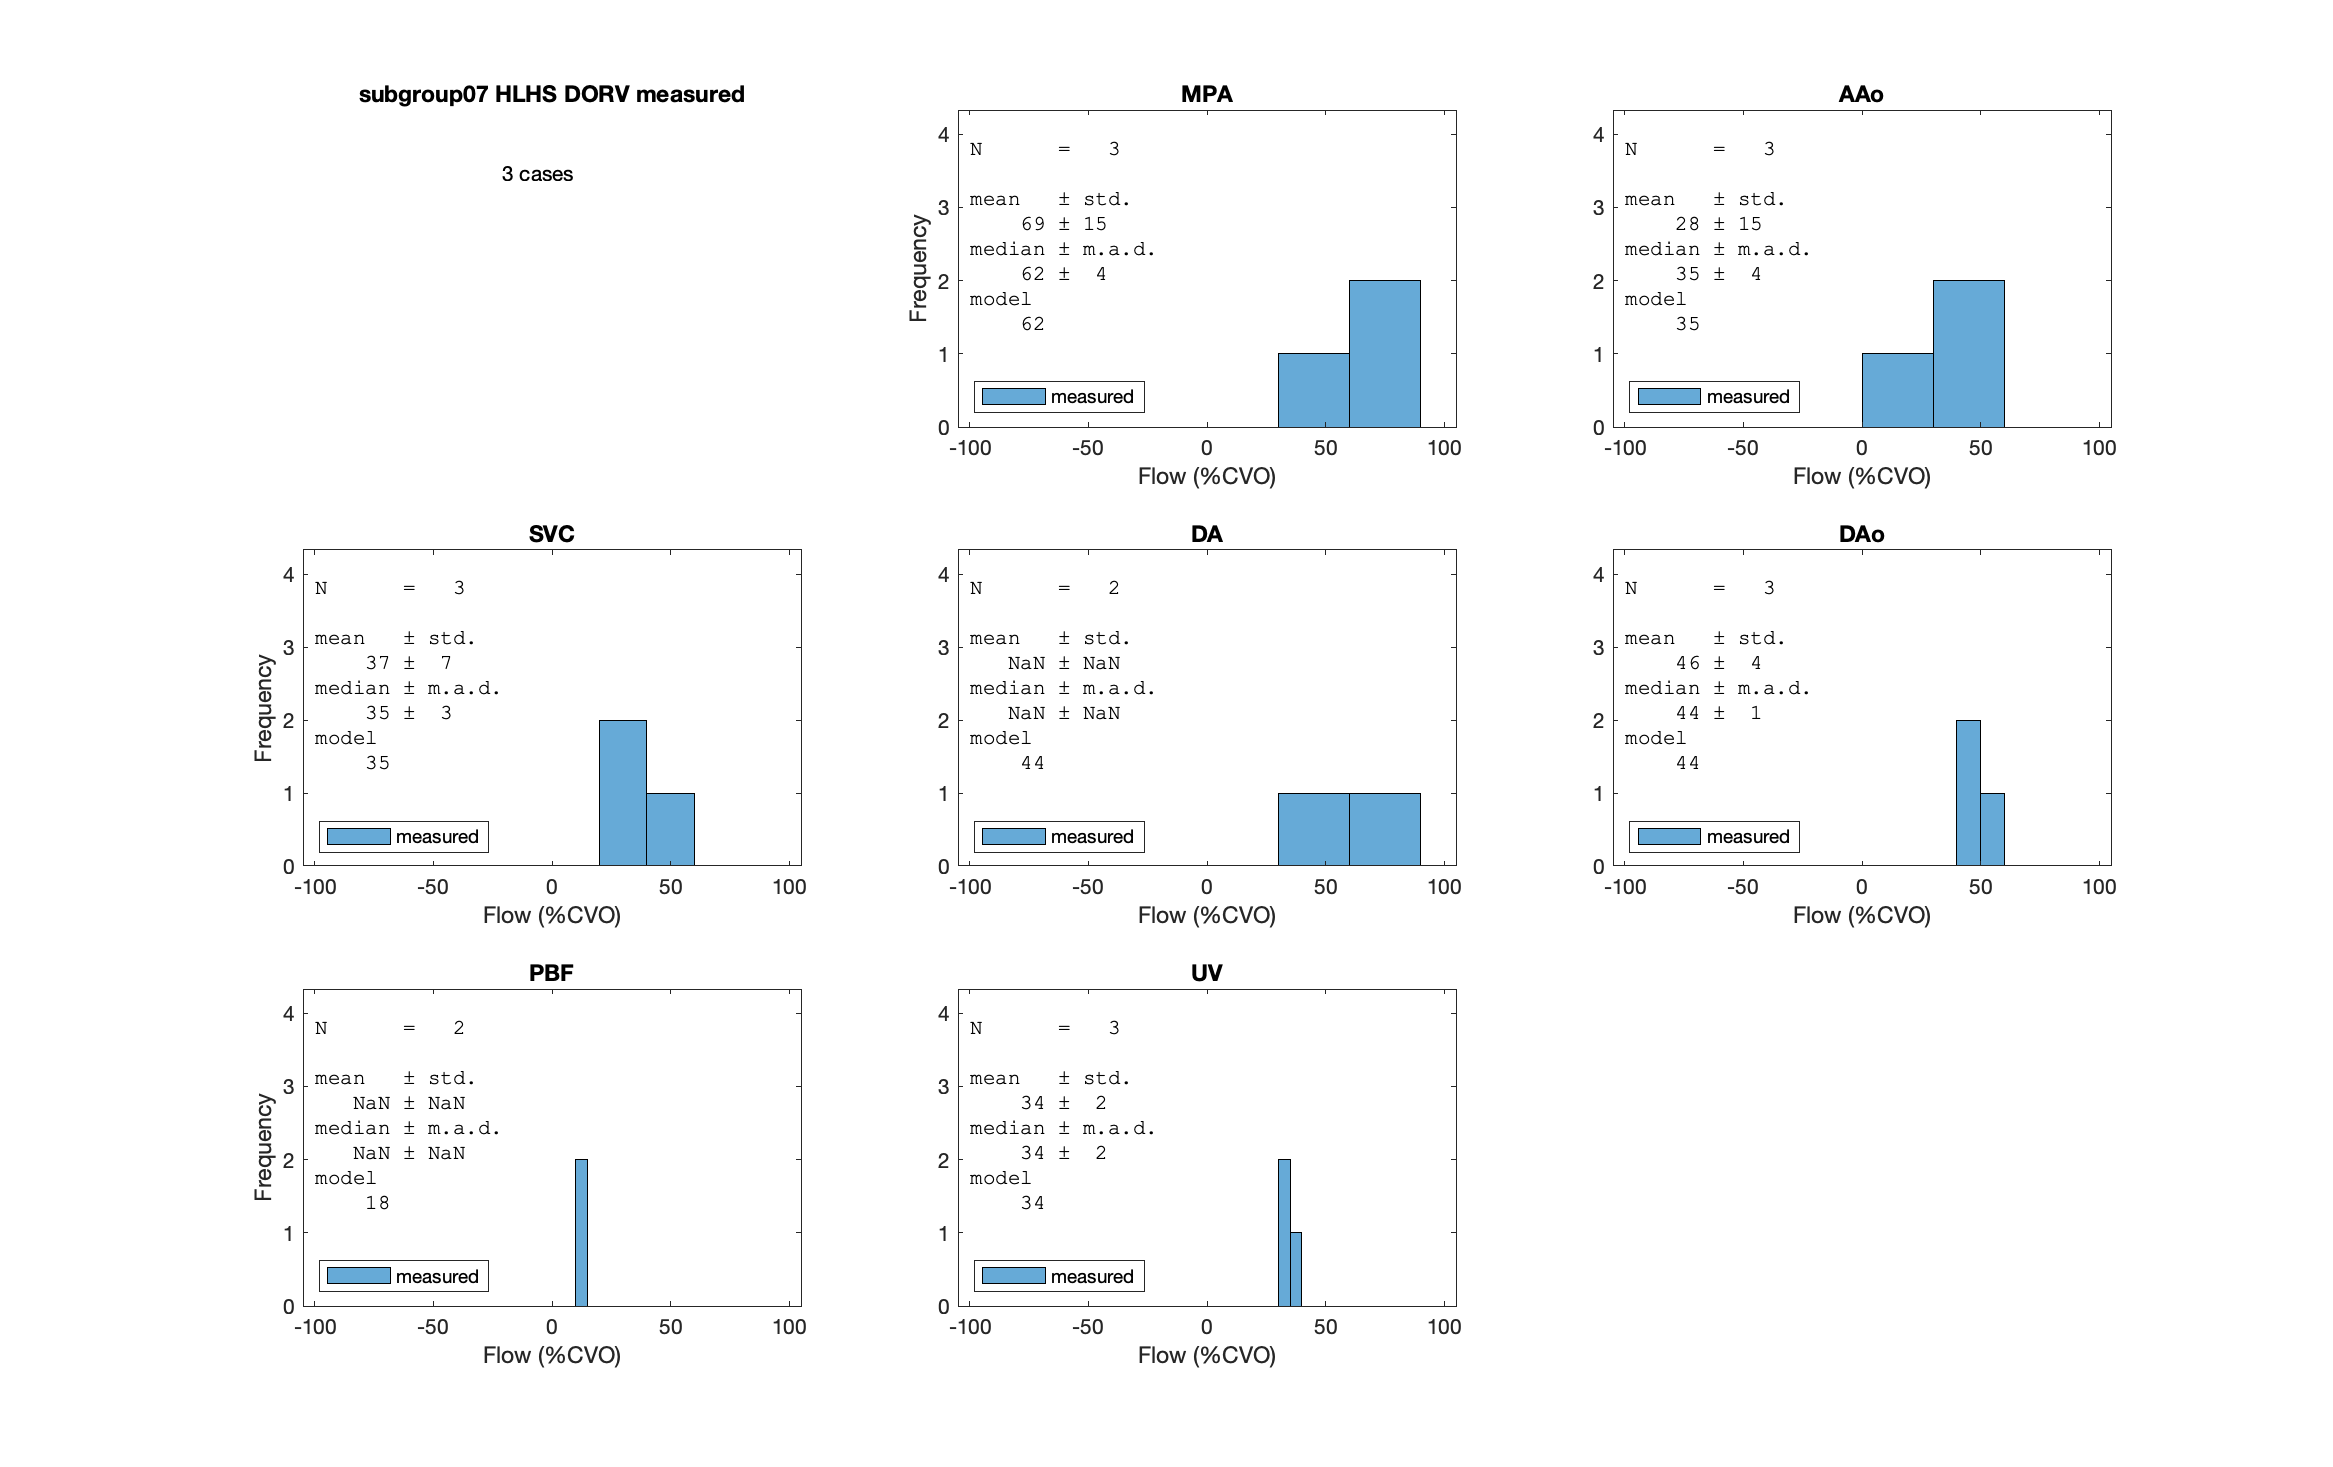 subgroup07 HLHS DORV measured
3 cases
MPA
N = 3
mean ± std.
69 ± 15
median ± m.a.d.
62 ± 4
model
62
measured
Frequency
0
1
2
3
4
-100 -50 0 50 100
Flow (%CVO)
AAo
N = 3
mean ± std.
28 ± 15
median ± m.a.d.
35 ± 4
model
35
measured
0
1
2
3
4
-100 -50 0 50 100
Flow (%CVO)
SVC
N = 3
mean ± std.
37 ± 7
median ± m.a.d.
35 ± 3
model
35
measured
Frequency
0
1
2
3
4
-100 -50 0 50 100
Flow (%CVO)
DA
N = 2
mean ± std.
NaN ± NaN
median ± m.a.d.
NaN ± NaN
model
44
measured
0
1
2
3
4
-100 -50 0 50 100
Flow (%CVO)
DAo
N = 3
mean ± std.
46 ± 4
median ± m.a.d.
44 ± 1
model
44
measured
0
1
2
3
4
-100 -50 0 50 100
Flow (%CVO)
PBF
N = 2
mean ± std.
NaN ± NaN
median ± m.a.d.
NaN ± NaN
model
18
measured
Frequency
0
1
2
3
4
-100 -50 0 50 100
Flow (%CVO)
UV
N = 3
mean ± std.
34 ± 2
median ± m.a.d.
34 ± 2
model
34
measured
0
1
2
3
4
-100 -50 0 50 100
Flow (%CVO)